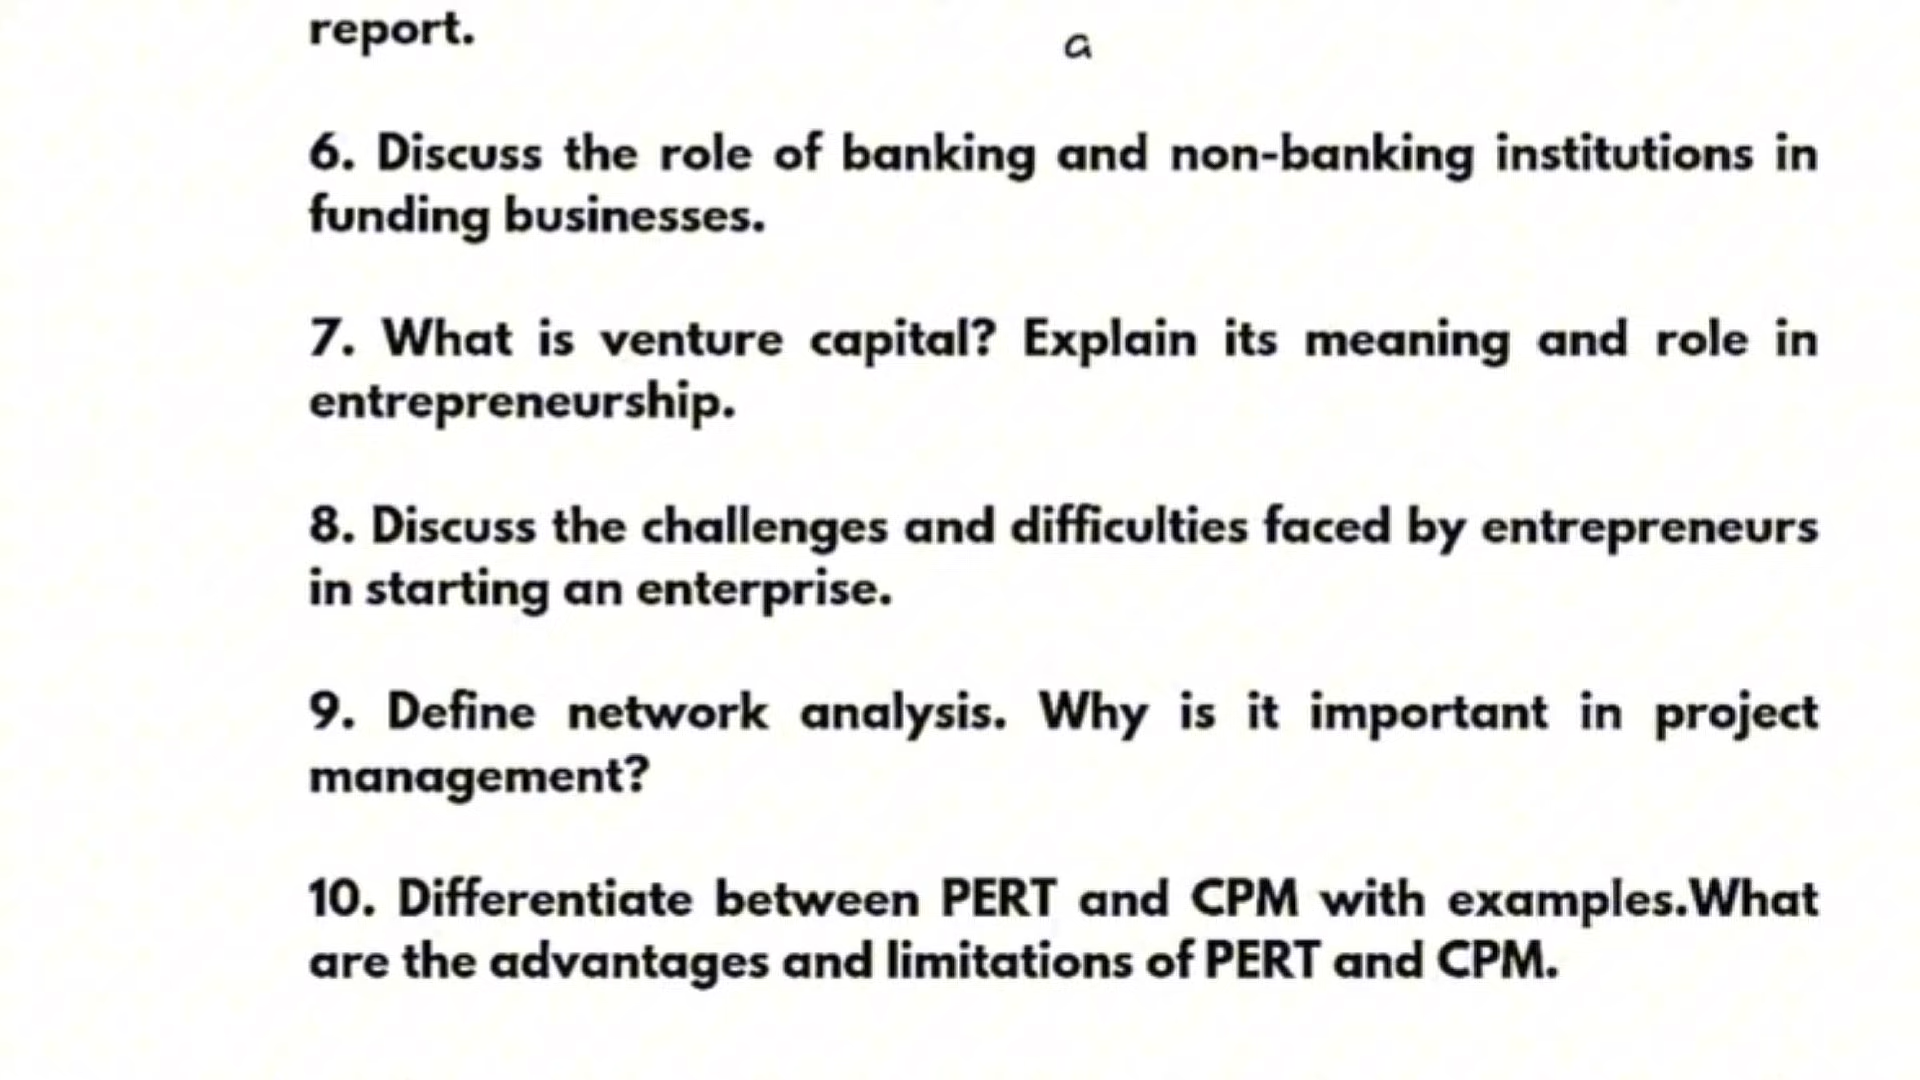 report.
a
6. Discuss the role of banking and non-banking institutions in
funding businesses.
7. What is venture capital? Explain its meaning and role in
entrepreneurship.
8. Discuss the challenges and difficulties faced by entrepreneurs
in starting an enterprise.
9. Define network analysis. Why is it important in project
management?
10. Differentiate between PERT and CPM with examples.What
are the advantages and limitations of PERT and CPM.